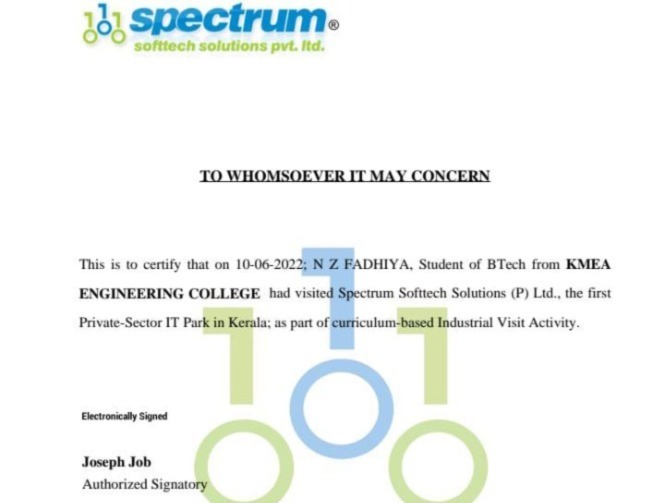 spectrum®
softtech solutions pvt. ltd.
TO WHOMSOEVER IT MAY CONCERN
This is to certify that on 10-06-2022; N Z FADHIYA, Student of BTech from KMEA
ENGINEERING COLLEGE had visited Spectrum Softtech Solutions (P) Ltd., the first
Private-Sector IT Park in Kerala; as part of curriculum-based Industrial Visit Activity.
Electronically Signed
Joseph Job
Authorized Signatory